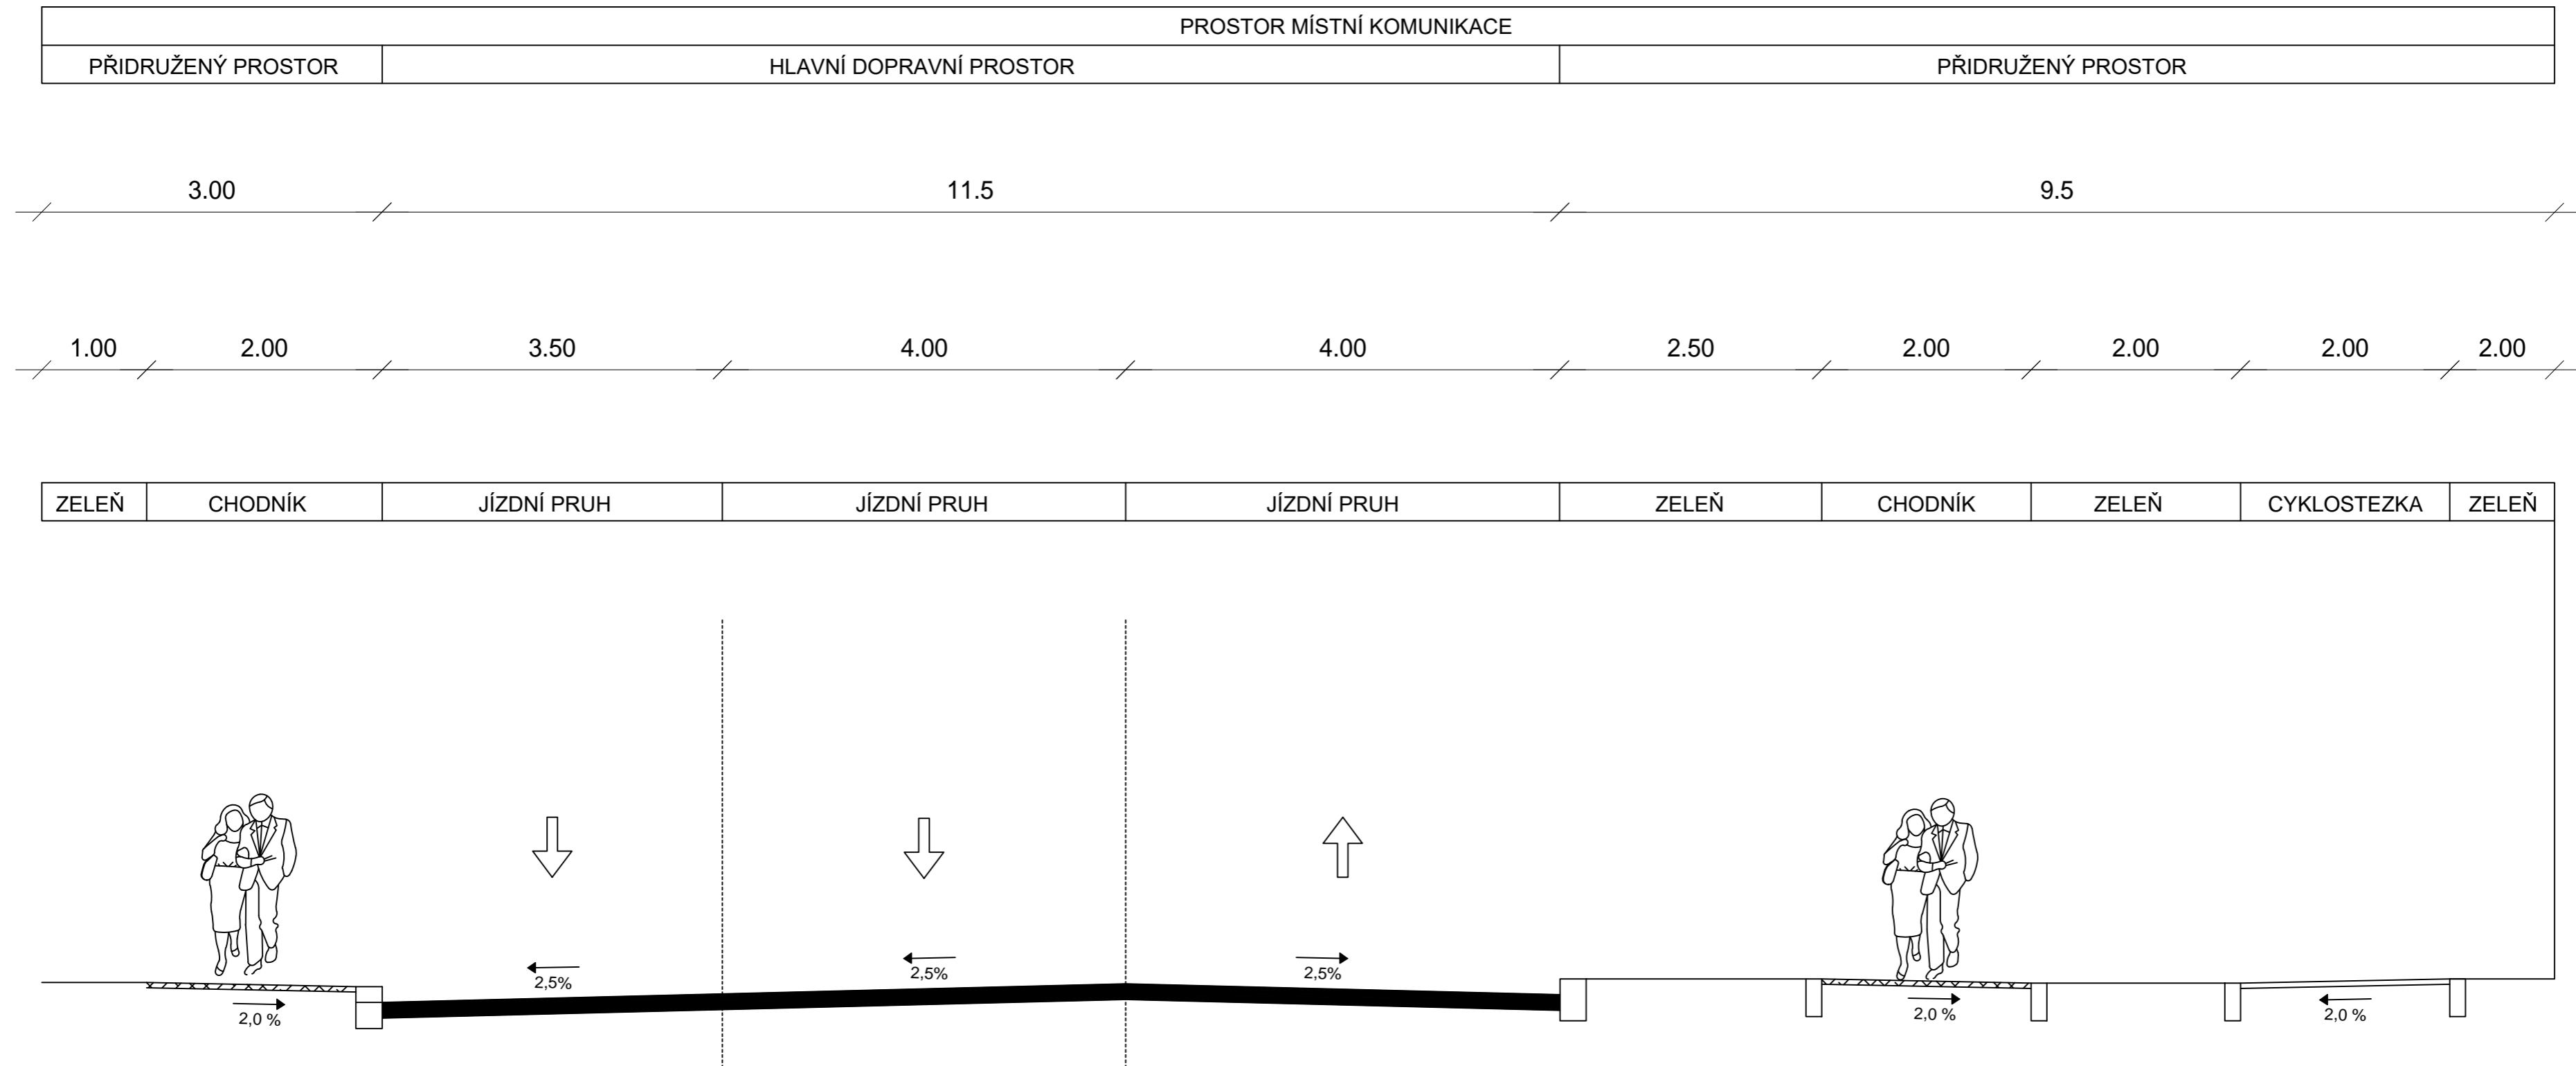 PROSTOR MÍSTNÍ KOMUNIKACE
PŘIDRUŽENÝ PROSTOR HLAVNÍ DOPRAVNÍ PROSTOR PŘIDRUŽENÝ PROSTOR
3.00 11.5 9.5
1.00 2.00 3.50 4.00 4.00 2.50 2.00 2.00 2.00 2.00
ZELEŇ CHODNÍK JÍZDNÍ PRUH JÍZDNÍ PRUH JÍZDNÍ PRUH ZELEŇ CHODNÍK ZELEŇ CYKLOSTEZKA ZELEŇ
2,5% 2,5% 2,5%
2,0 % 2,0 % 2,0 %